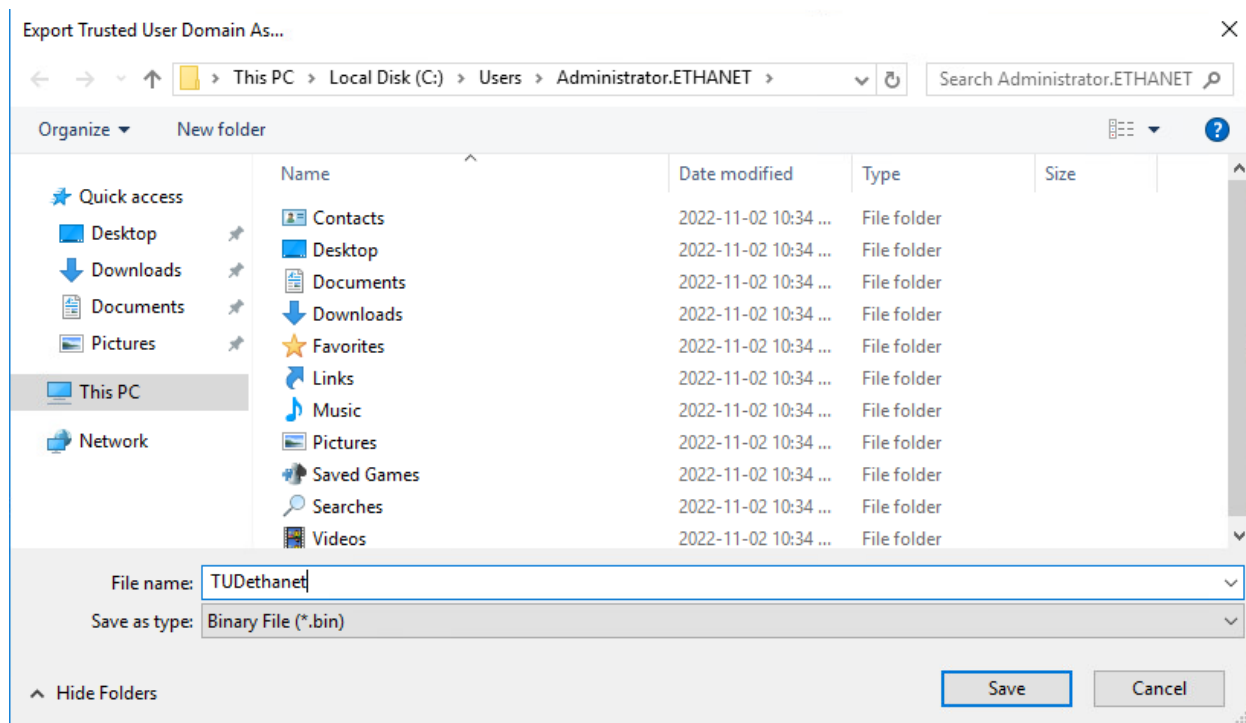 Export Trusted User Domain As...
This PC > Local Disk (C:) > Users > Administrator.ETHANET >
Search Administrator.ETHANET
Organize
New folder
Name Date modified Type Size
Quick access
Desktop
Downloads
Documents
Pictures
This PC
Network
Contacts 2022-11-02 10:34 ... File folder
Desktop 2022-11-02 10:34 ... File folder
Documents 2022-11-02 10:34 ... File folder
Downloads 2022-11-02 10:34 ... File folder
Favorites 2022-11-02 10:34 ... File folder
Links 2022-11-02 10:34 ... File folder
Music 2022-11-02 10:34 ... File folder
Pictures 2022-11-02 10:34 ... File folder
Saved Games 2022-11-02 10:34 ... File folder
Searches 2022-11-02 10:34 ... File folder
Videos 2022-11-02 10:34 ... File folder
File name: TUDethanet
Save as type: Binary File (*.bin)
Hide Folders
Save
Cancel